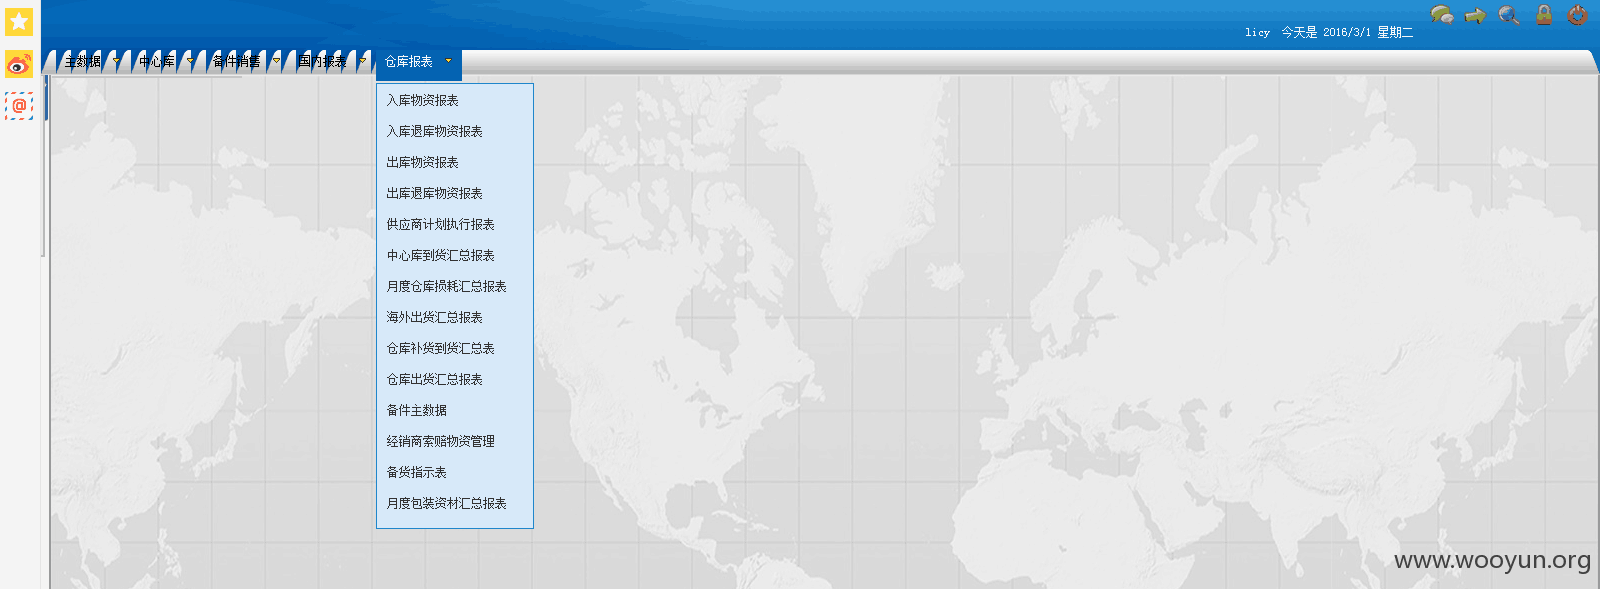 licy 今天是 2016/3/1 星期二
主数据 中心库 备件销售 国内报表 仓库报表
入库物资报表
入库退库物资报表
出库物资报表
出库退库物资报表
供应商计划执行报表
中心库到货汇总报表
月度仓库损耗汇总报表
海外出货汇总报表
仓库补货到货汇总表
仓库出货汇总报表
备件主数据
经销商索赔物资管理
备货指示表
月度包装资材汇总报表
@
www.wooyun.org